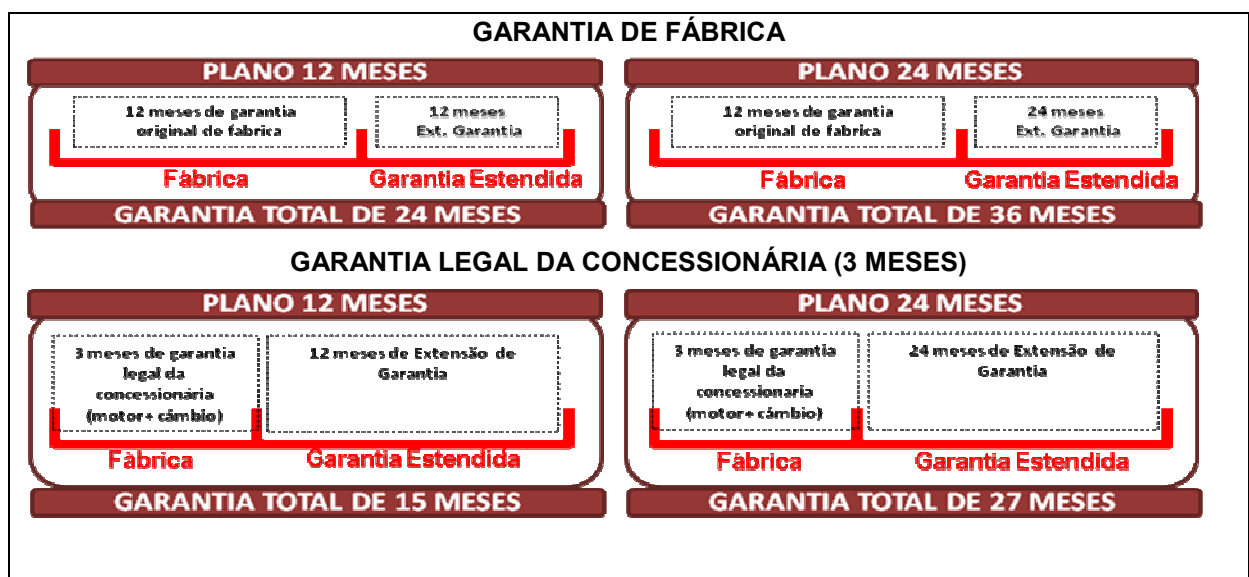 GARANTIA DE FÁBRICA
PLANO 12 MESES
12 meses de garantia
original de fabrica
12 meses
Ext. Garantia
Fábrica
Garantia Estendida
GARANTIA TOTAL DE 24 MESES
PLANO 24 MESES
12 meses de garantia
original de fabrica
24 meses
Ext. Garantia
Fábrica
Garantia Estendida
GARANTIA TOTAL DE 36 MESES
GARANTIA LEGAL DA CONCESSIONÁRIA (3 MESES)
PLANO 12 MESES
3 meses de garantia
legal da
concessionária
(motor+ câmbio)
12 meses de Extensão de
Garantia
Fàbrica
Garantia Estendida
GARANTIA TOTAL DE 15 MESES
PLANO 24 MESES
3 meses de garantia
legal da
concessionaria
(motor+ câmbio)
24 meses de Extensão de
Garantia
Fàbrica
Garantia Estendida
GARANTIA TOTAL DE 27 MESES